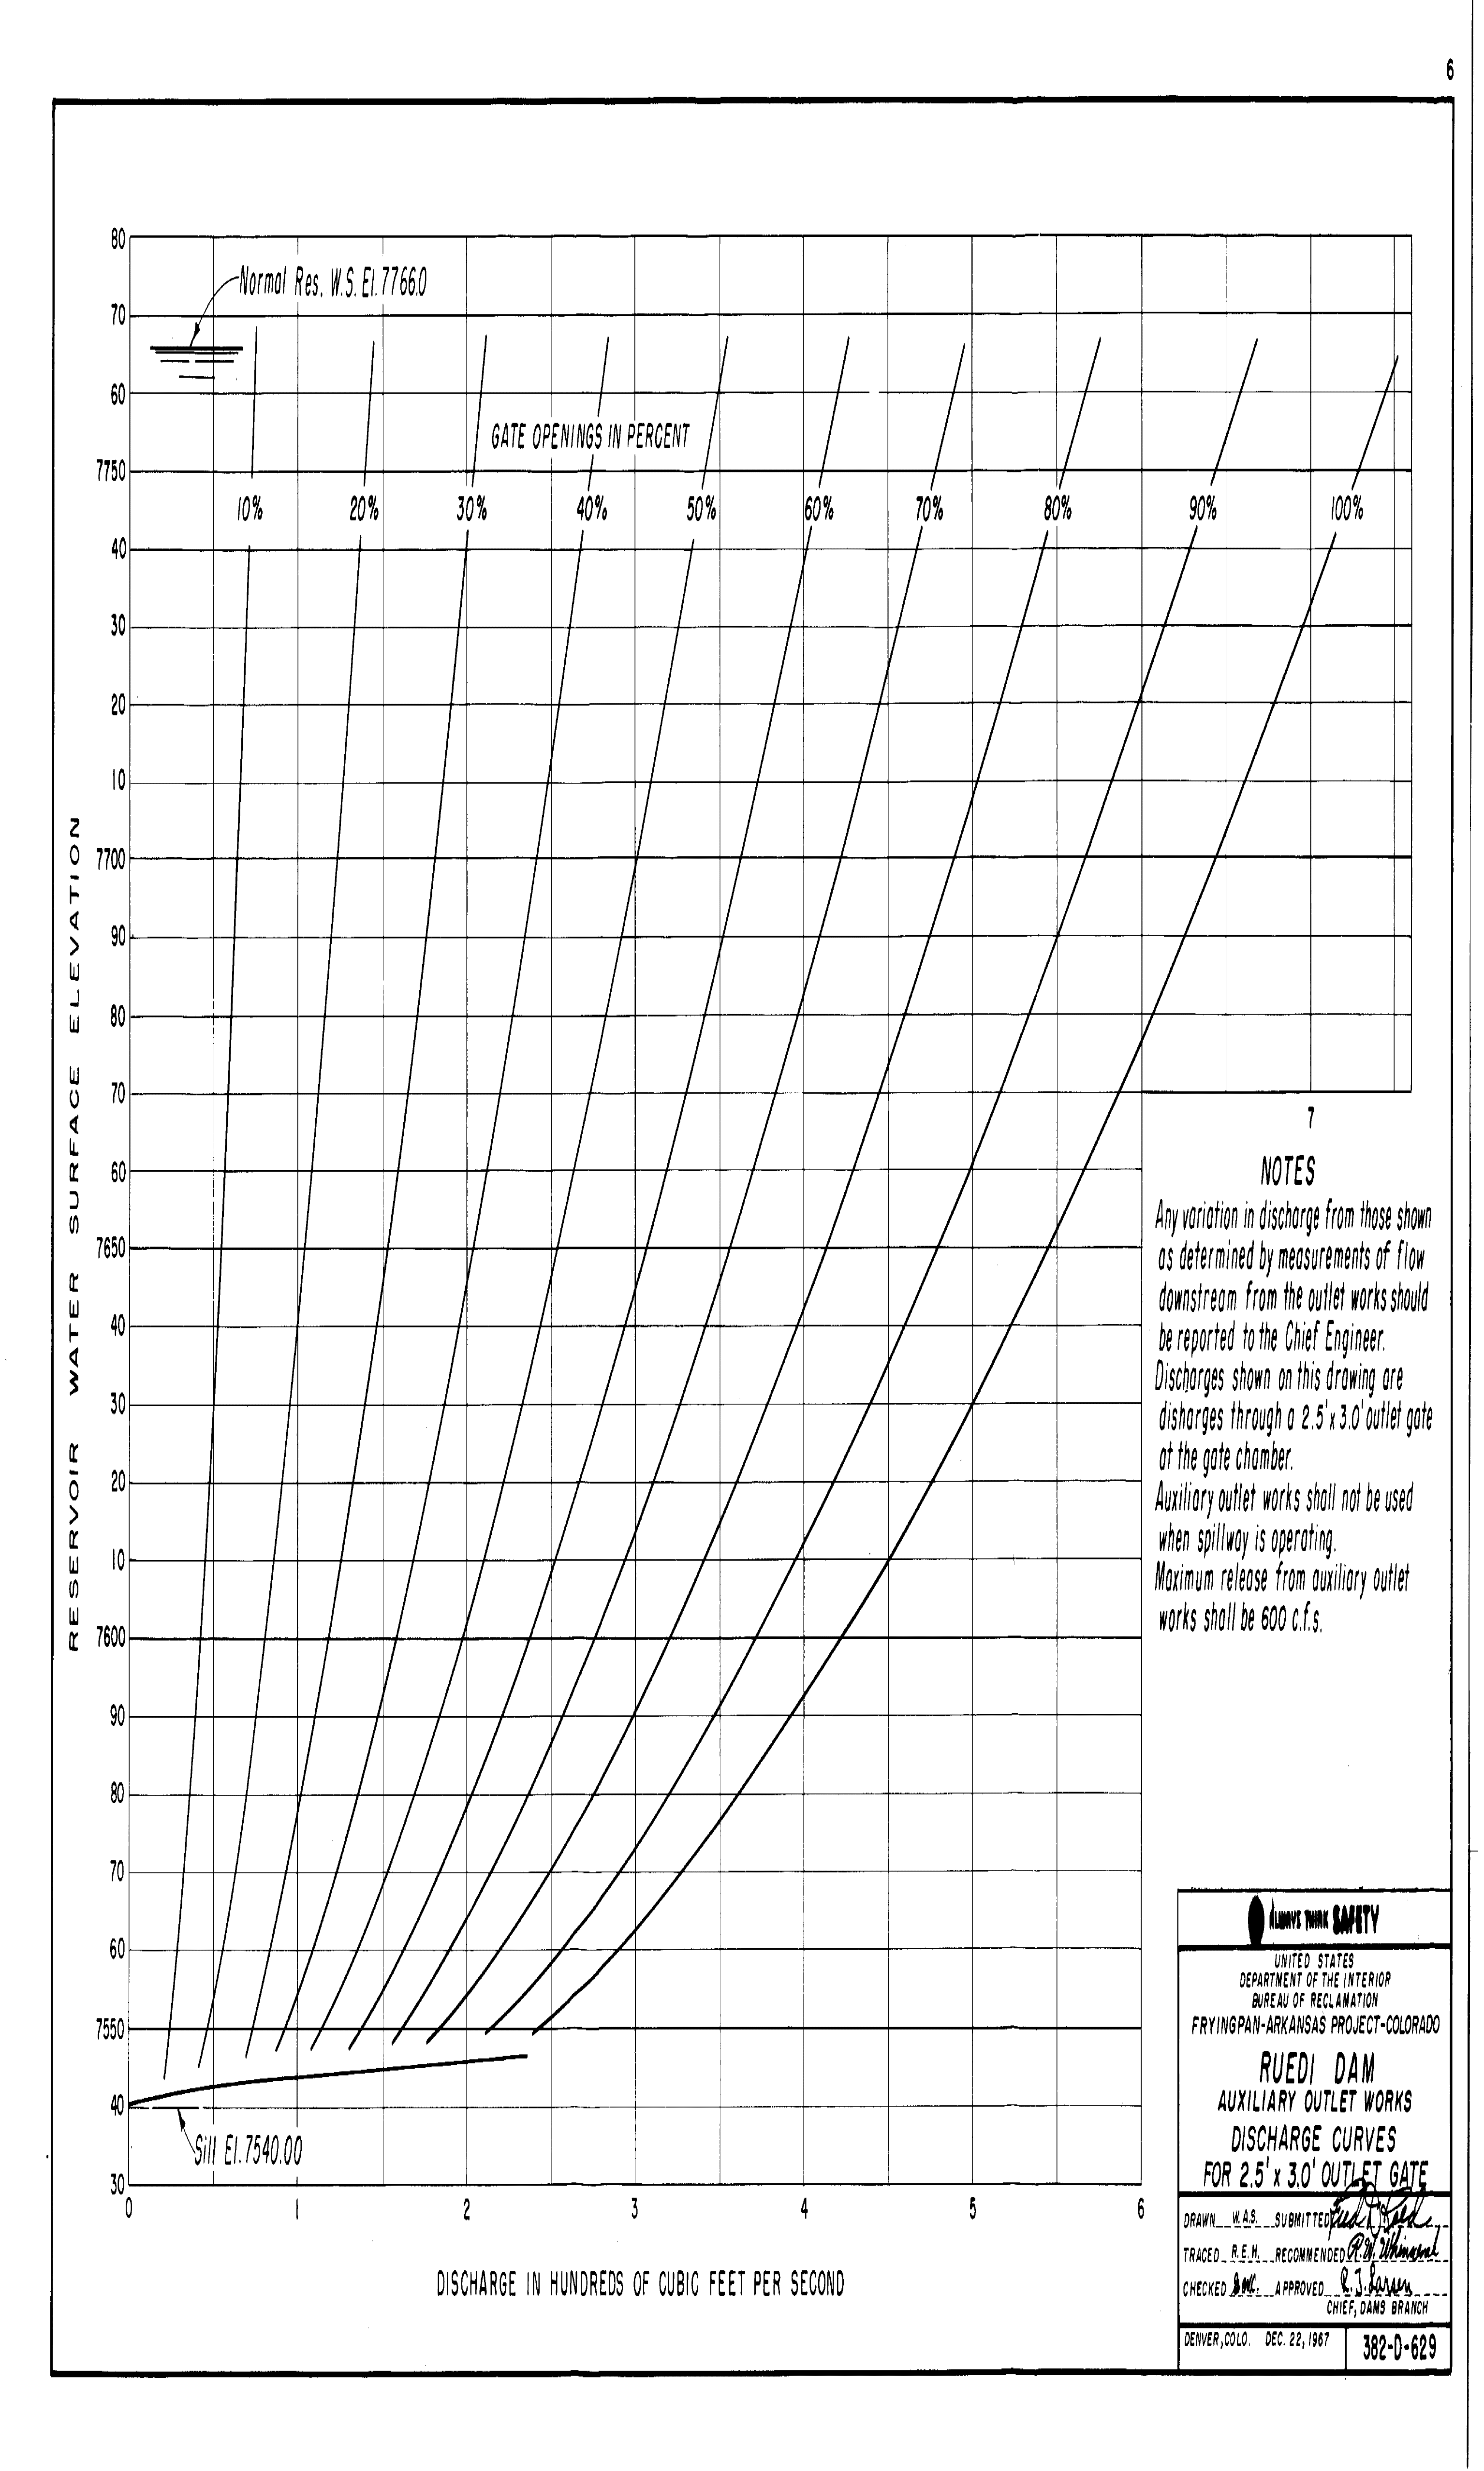 6
80
Normal Res. W.S. El. 7766.0
70
60
GATE OPENINGS IN PERCENT
7750
10% 20% 30% 40% 50% 60% 70% 80% 90% 100%
40
30
20
10
7700
90
80
70
60
7650
40
30
20
10
7600
90
80
70
60
7550
40
Sill El. 7540.00
30
0 1 2 3 4 5 6
7
RESERVOIR WATER SURFACE ELEVATION
DISCHARGE IN HUNDREDS OF CUBIC FEET PER SECOND
NOTES
Any variation in discharge from those shown
as determined by measurements of flow
downstream from the outlet works should
be reported to the Chief Engineer.
Discharges shown on this drawing are
disharges through a 2.5' x 3.0' outlet gate
at the gate chamber.
Auxiliary outlet works shall not be used
when spillway is operating.
Maximum release from auxiliary outlet
works shall be 600 c.f.s.
ALWAYS THINK SAFETY
UNITED STATES
DEPARTMENT OF THE INTERIOR
BUREAU OF RECLAMATION
FRYINGPAN-ARKANSAS PROJECT-COLORADO
RUEDI DAM
AUXILIARY OUTLET WORKS
DISCHARGE CURVES
FOR 2.5' x 3.0' OUTLET GATE
DRAWN W.A.S. SUBMITTED
TRACED R.E.H. RECOMMENDED
CHECKED APPROVED R.J. Larsen
CHIEF, DAMS BRANCH
DENVER, COLO. DEC. 22, 1967
382-D-629